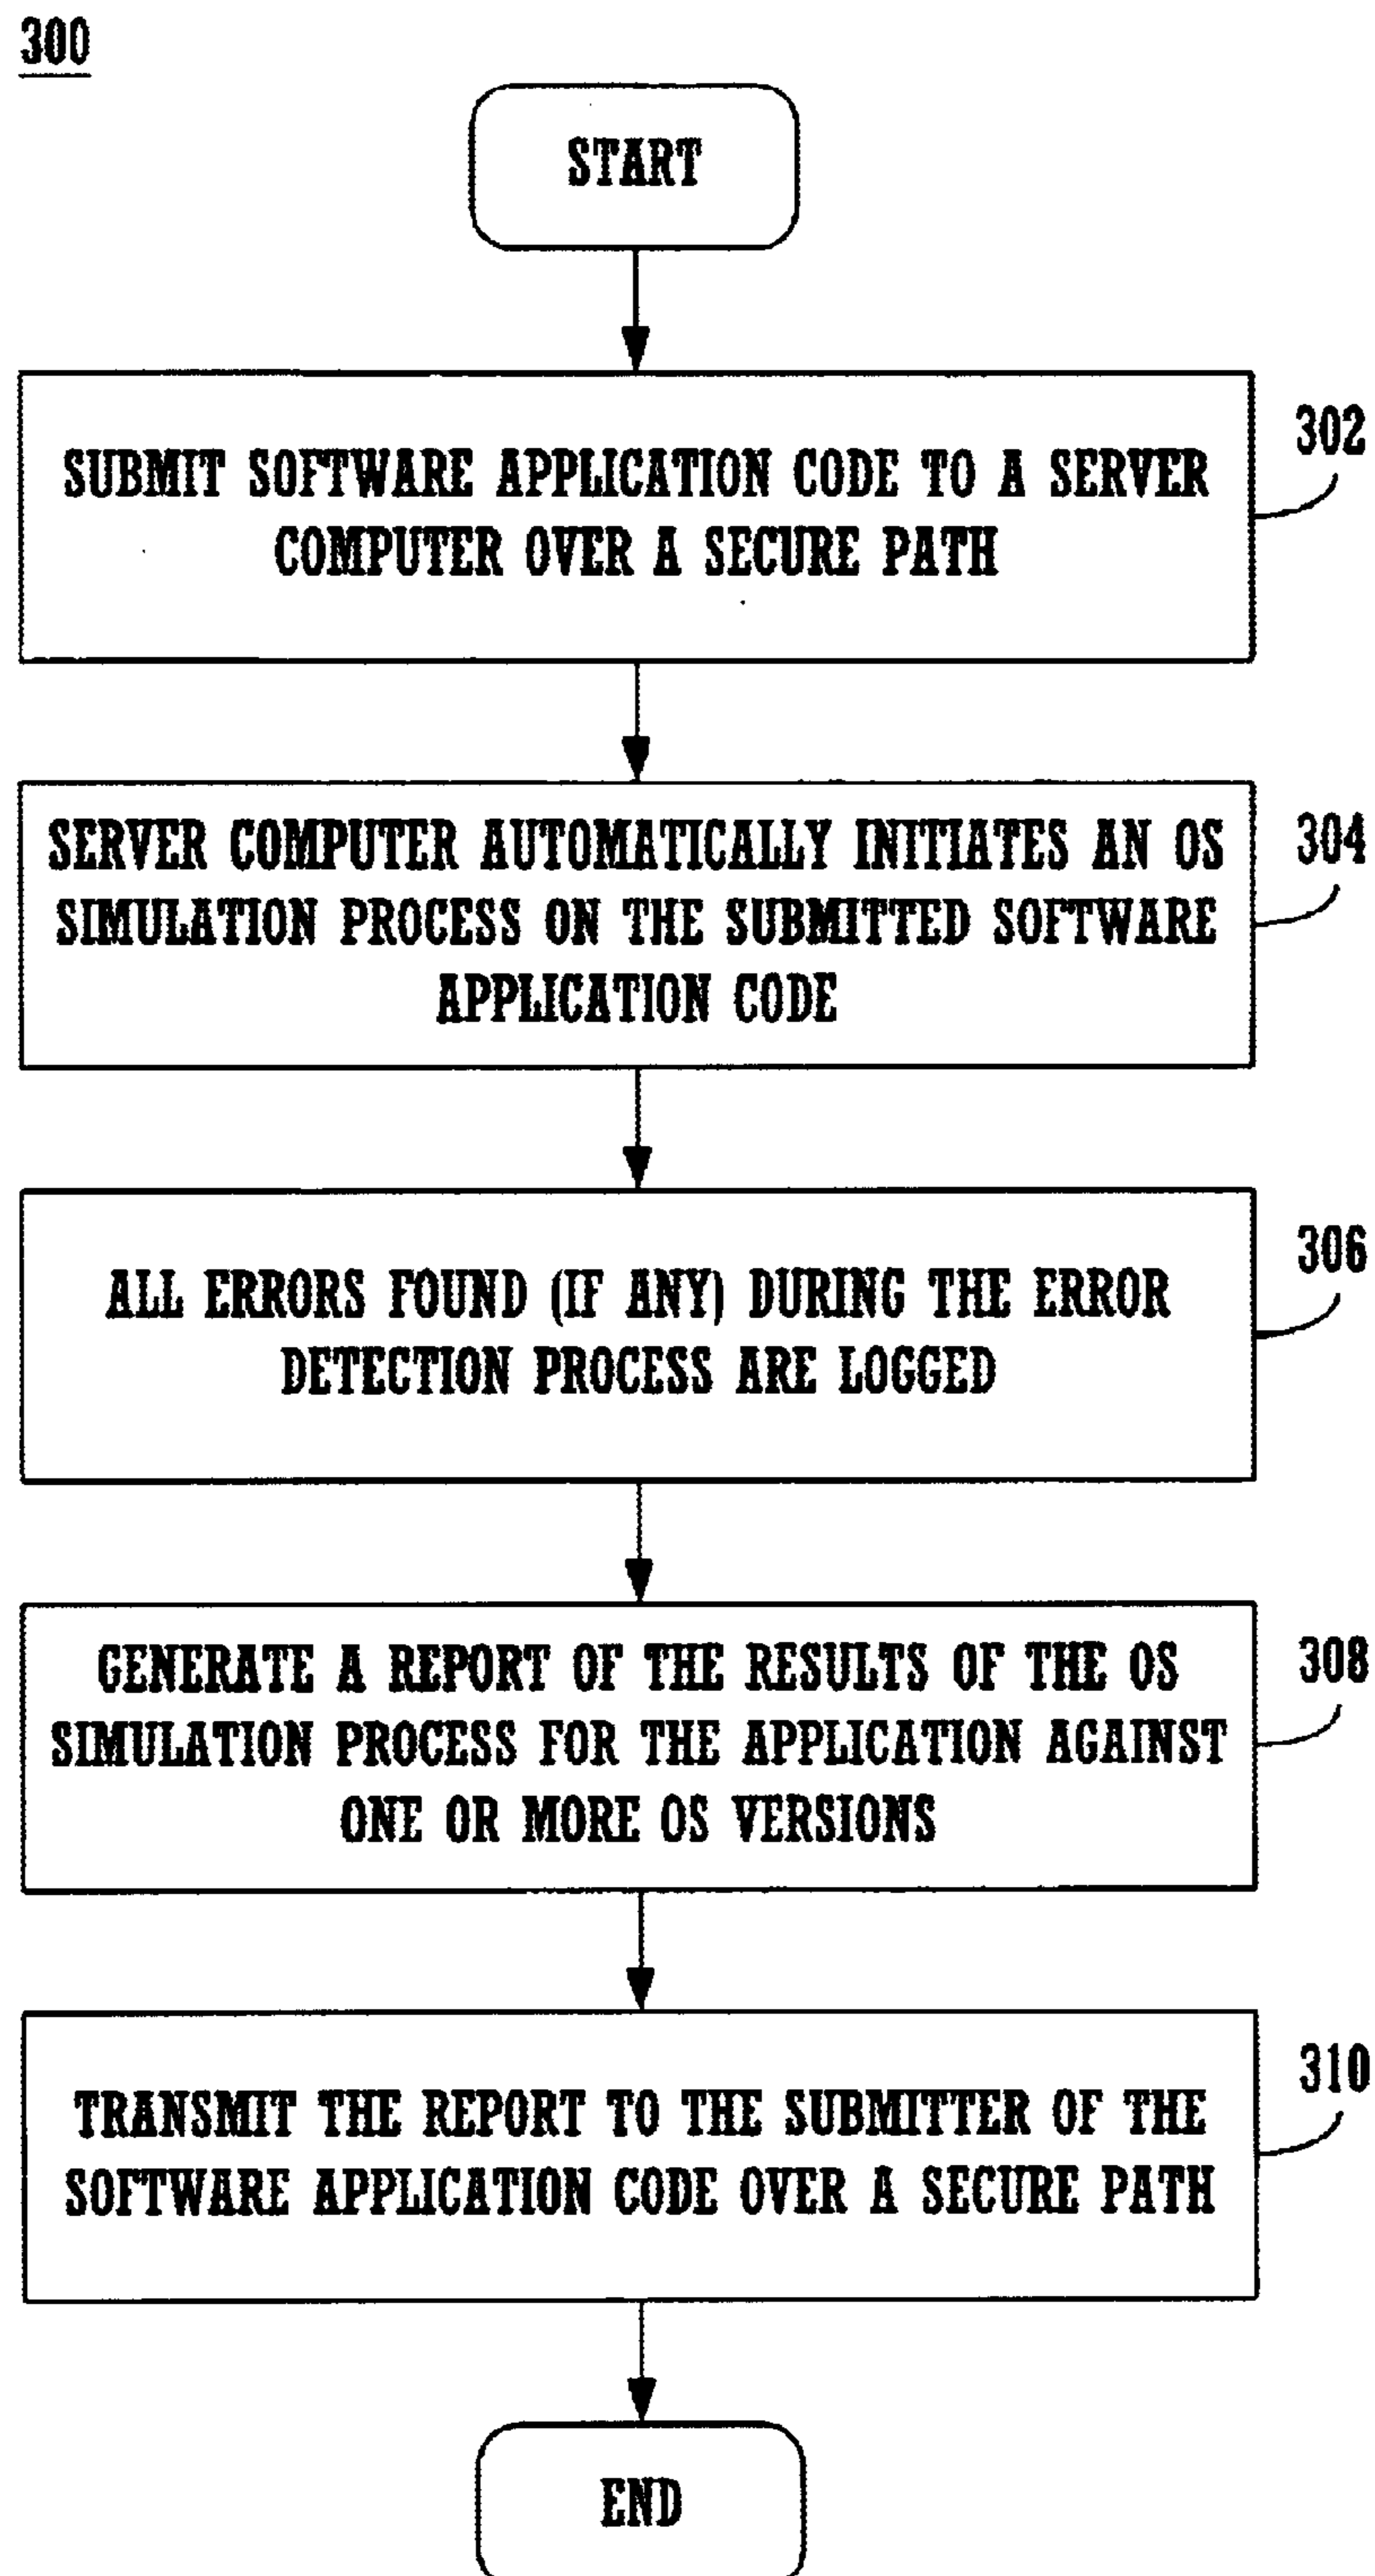 300
START
SUBMIT SOFTWARE APPLICATION CODE TO A SERVER
COMPUTER OVER A SECURE PATH
302
SERVER COMPUTER AUTOMATICALLY INITIATES AN OS
SIMULATION PROCESS ON THE SUBMITTED SOFTWARE
APPLICATION CODE
304
ALL ERRORS FOUND (IF ANY) DURING THE ERROR
DETECTION PROCESS ARE LOGGED
306
GENERATE A REPORT OF THE RESULTS OF THE OS
SIMULATION PROCESS FOR THE APPLICATION AGAINST
ONE OR MORE OS VERSIONS
308
TRANSMIT THE REPORT TO THE SUBMITTER OF THE
SOFTWARE APPLICATION CODE OVER A SECURE PATH
310
END